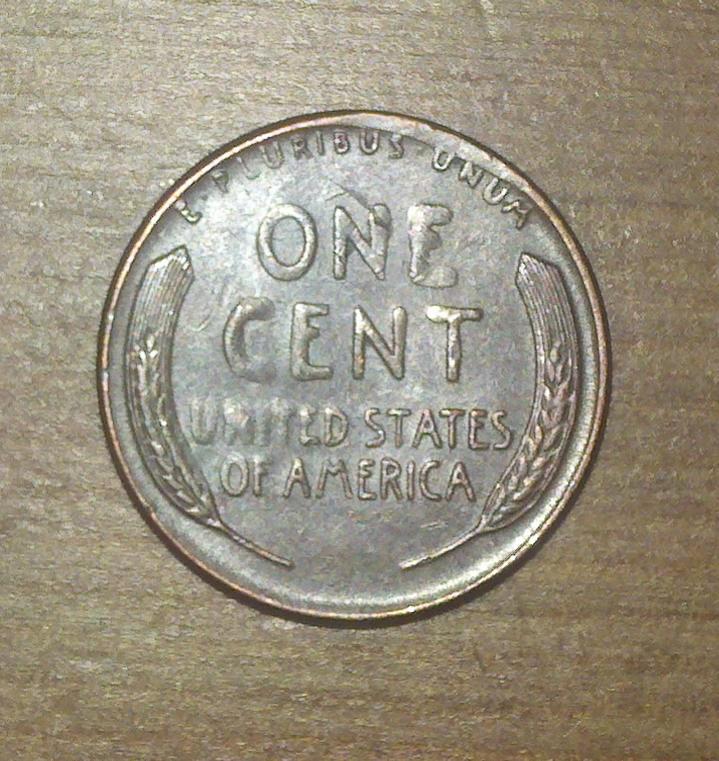 E PLURIBUS UNUM
ONE
CENT
UNITED STATES
OF AMERICA